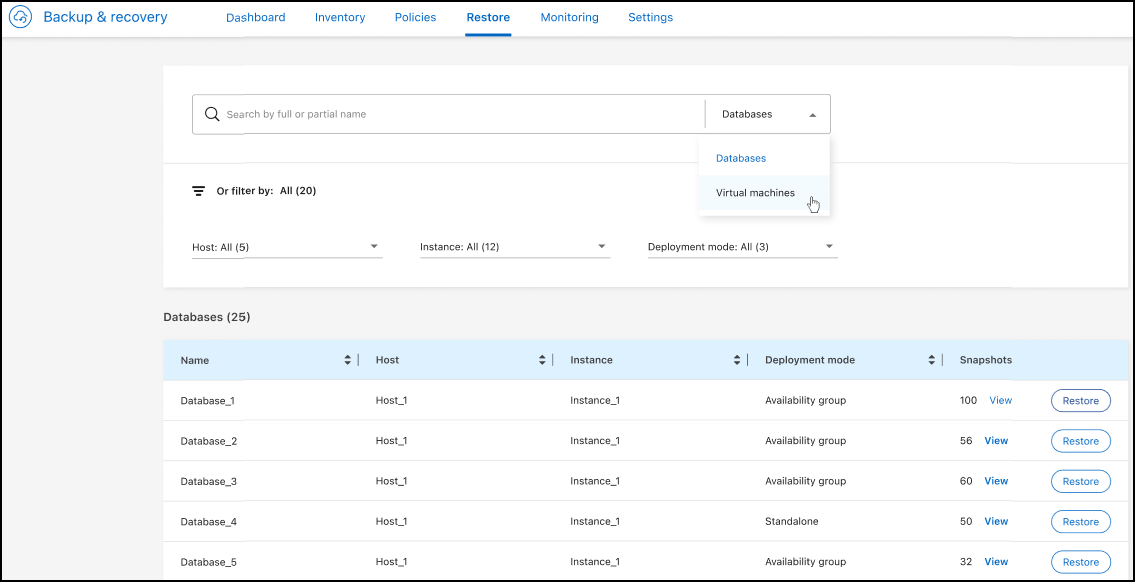 Backup & recovery Dashboard Inventory Policies Restore Monitoring Settings
Search by full or partial name Databases
Databases
Or filter by: All (20) Virtual machines
Host: All (5) Instance: All (12) Deployment mode: All (3)
Databases (25)
Name Host Instance Deployment mode Snapshots
Database_1 Host_1 Instance_1 Availability group 100 View Restore
Database_2 Host_1 Instance_1 Availability group 56 View Restore
Database_3 Host_1 Instance_1 Availability group 60 View Restore
Database_4 Host_1 Instance_1 Standalone 50 View Restore
Database_5 Host_1 Instance_1 Availability group 32 View Restore